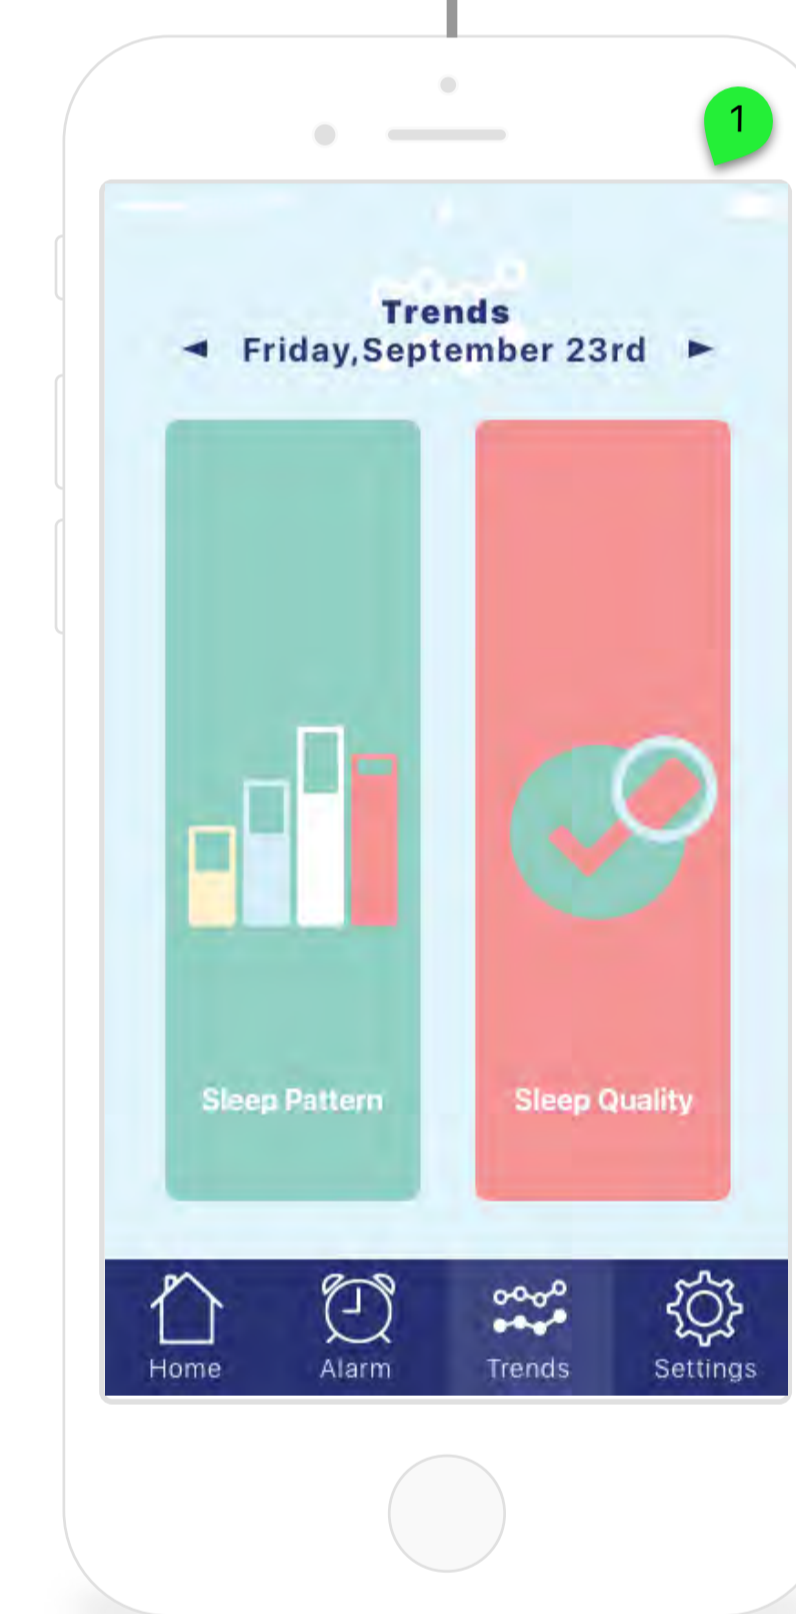 1
Trends
Friday,September 23rd
Sleep Pattern
Sleep Quality
Home
Alarm
Trends
Settings